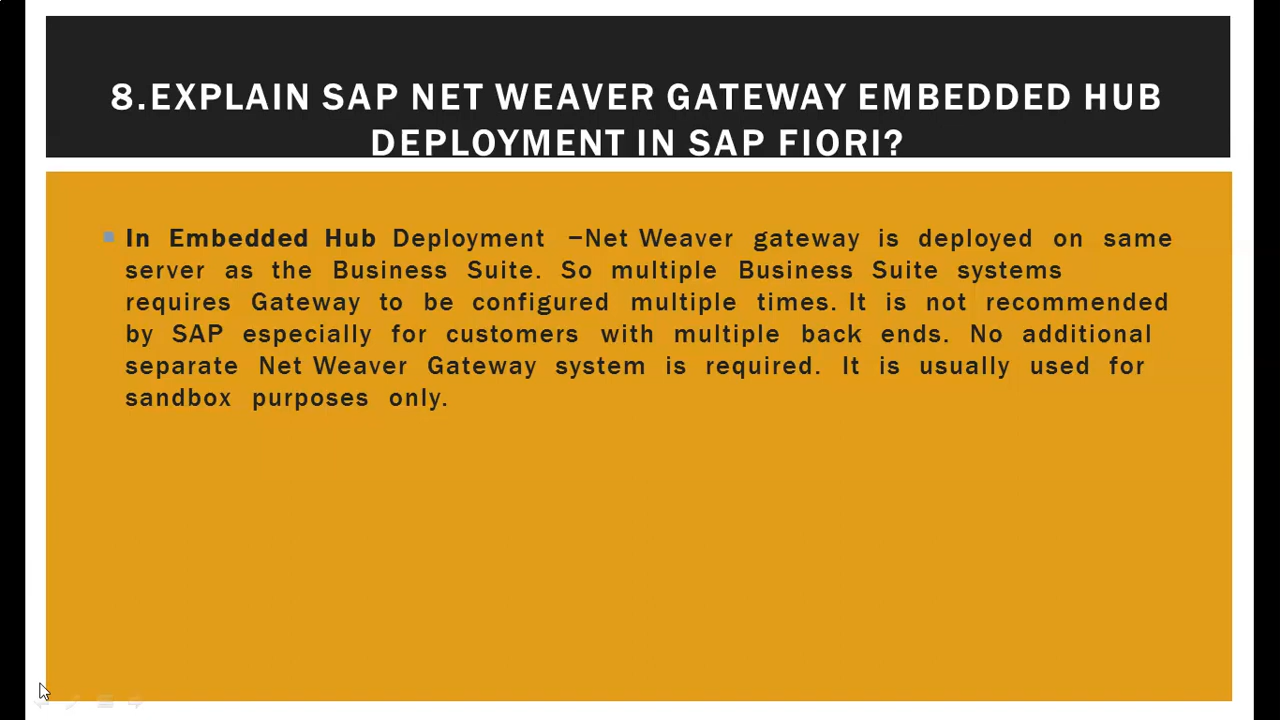 8.EXPLAIN SAP NET WEAVER GATEWAY EMBEDDED HUB
DEPLOYMENT IN SAP FIORI?
In Embedded Hub Deployment –Net Weaver gateway is deployed on same
server as the Business Suite. So multiple Business Suite systems
requires Gateway to be configured multiple times. It is not recommended
by SAP especially for customers with multiple back ends. No additional
separate Net Weaver Gateway system is required. It is usually used for
sandbox purposes only.